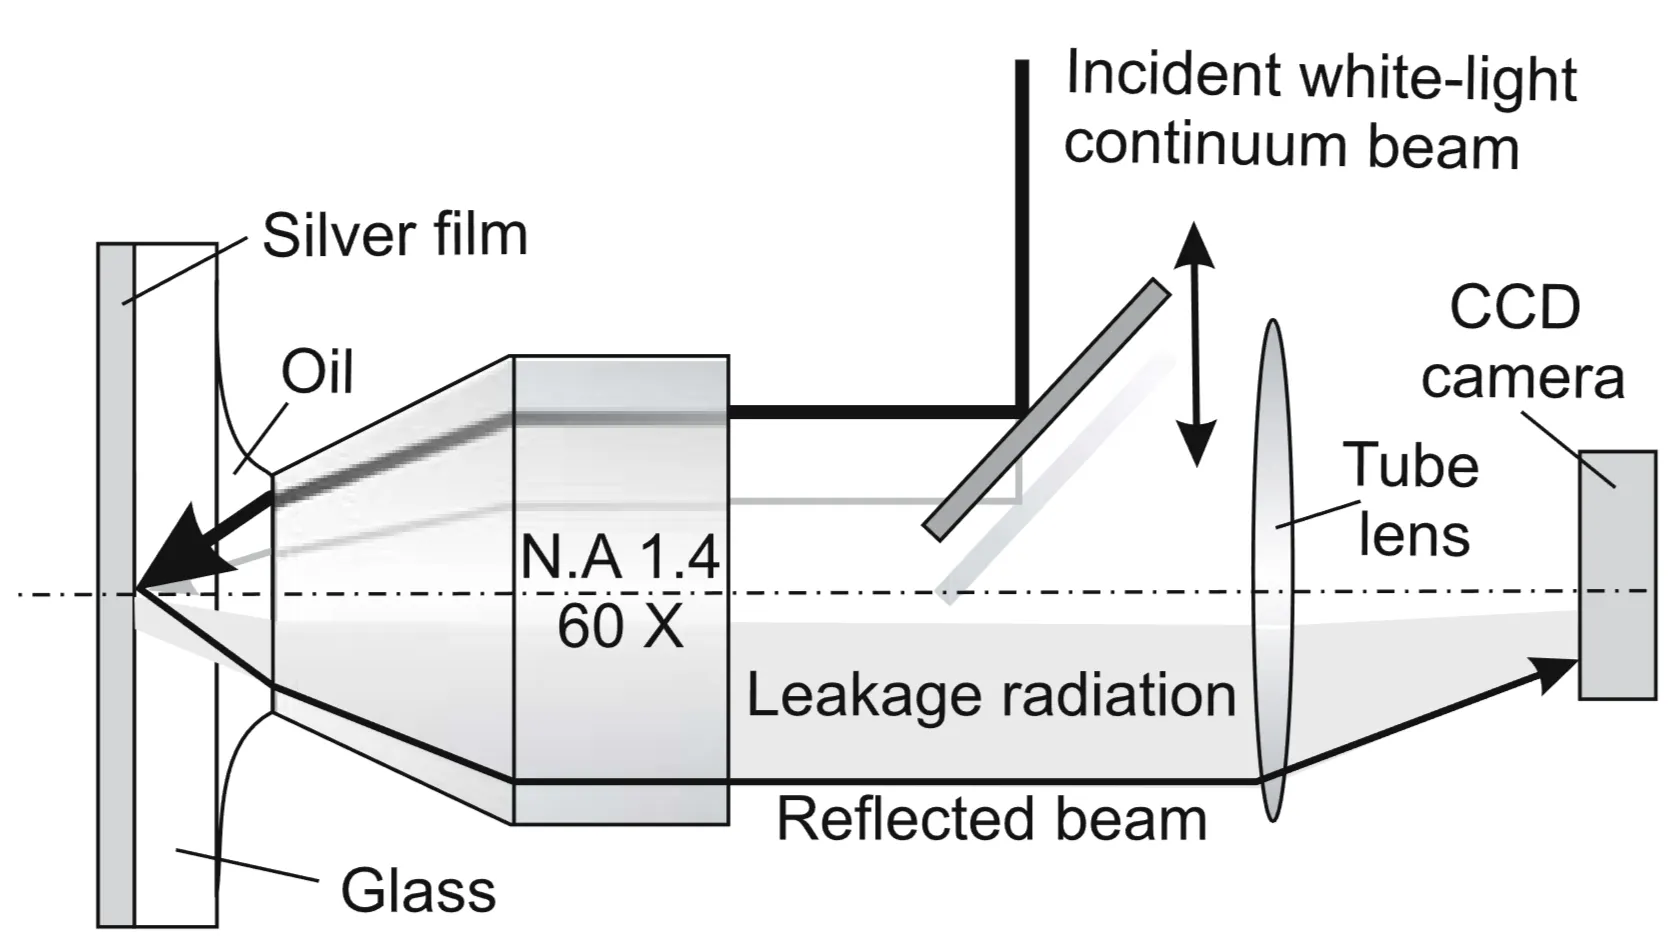 Incident white-light
continuum beam
Silver film
CCD
camera
Oil
Tube
lens
N.A 1.4
60 X
Leakage radiation
Reflected beam
Glass